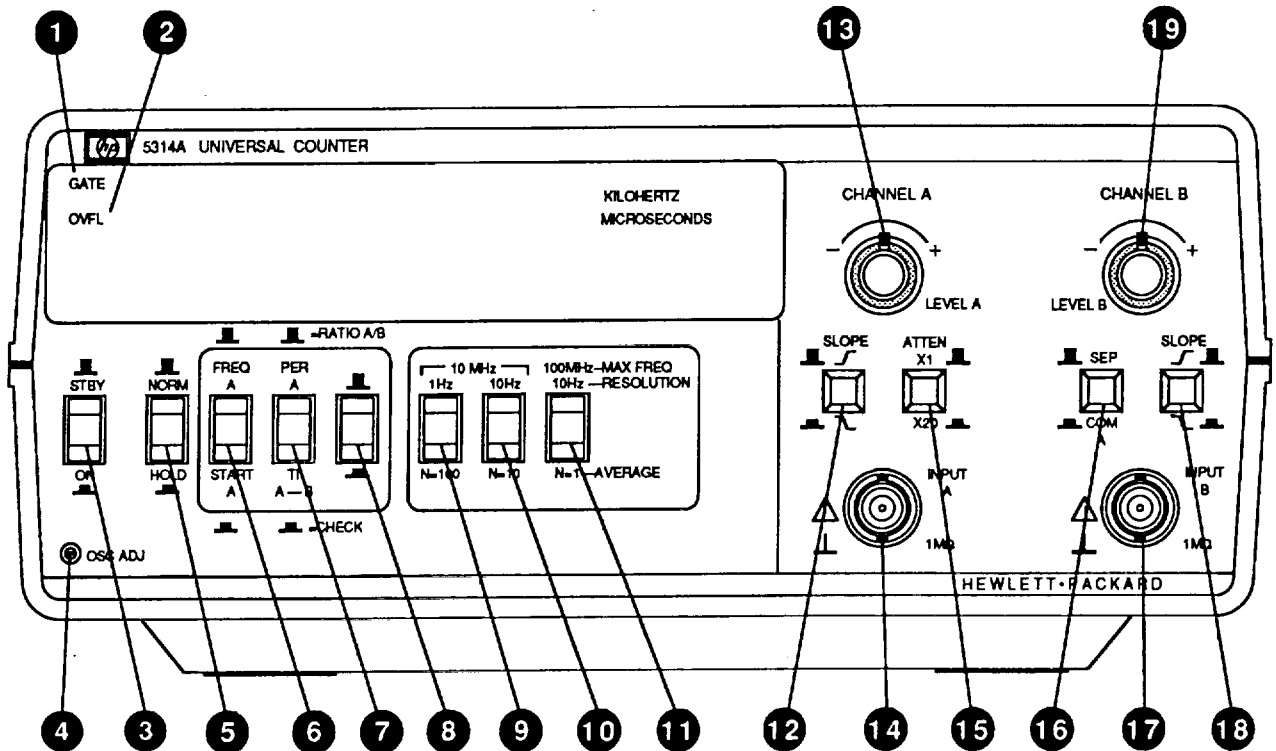 1 2 13 19
hp 5314A UNIVERSAL COUNTER
GATE
OVFL
KILOHERTZ
MICROSECONDS
CHANNEL A
− +
LEVEL A
CHANNEL B
− +
LEVEL B
=RATIO A/B
STBY
ON
NORM
HOLD
FREQ
A
START
A
PER
A
TI
A—B
=CHECK
10 MHz
1Hz
10Hz
100MHz—MAX FREQ
10Hz—RESOLUTION
N=100
N=10
N=1—AVERAGE
SLOPE
ATTEN
X1
X20
SEP
COM
A
SLOPE
INPUT
A
1MΩ
INPUT
B
1MΩ
OSC ADJ
HEWLETT•PACKARD
4 3 5 6 7 8 9 10 11 12 14 15 16 17 18